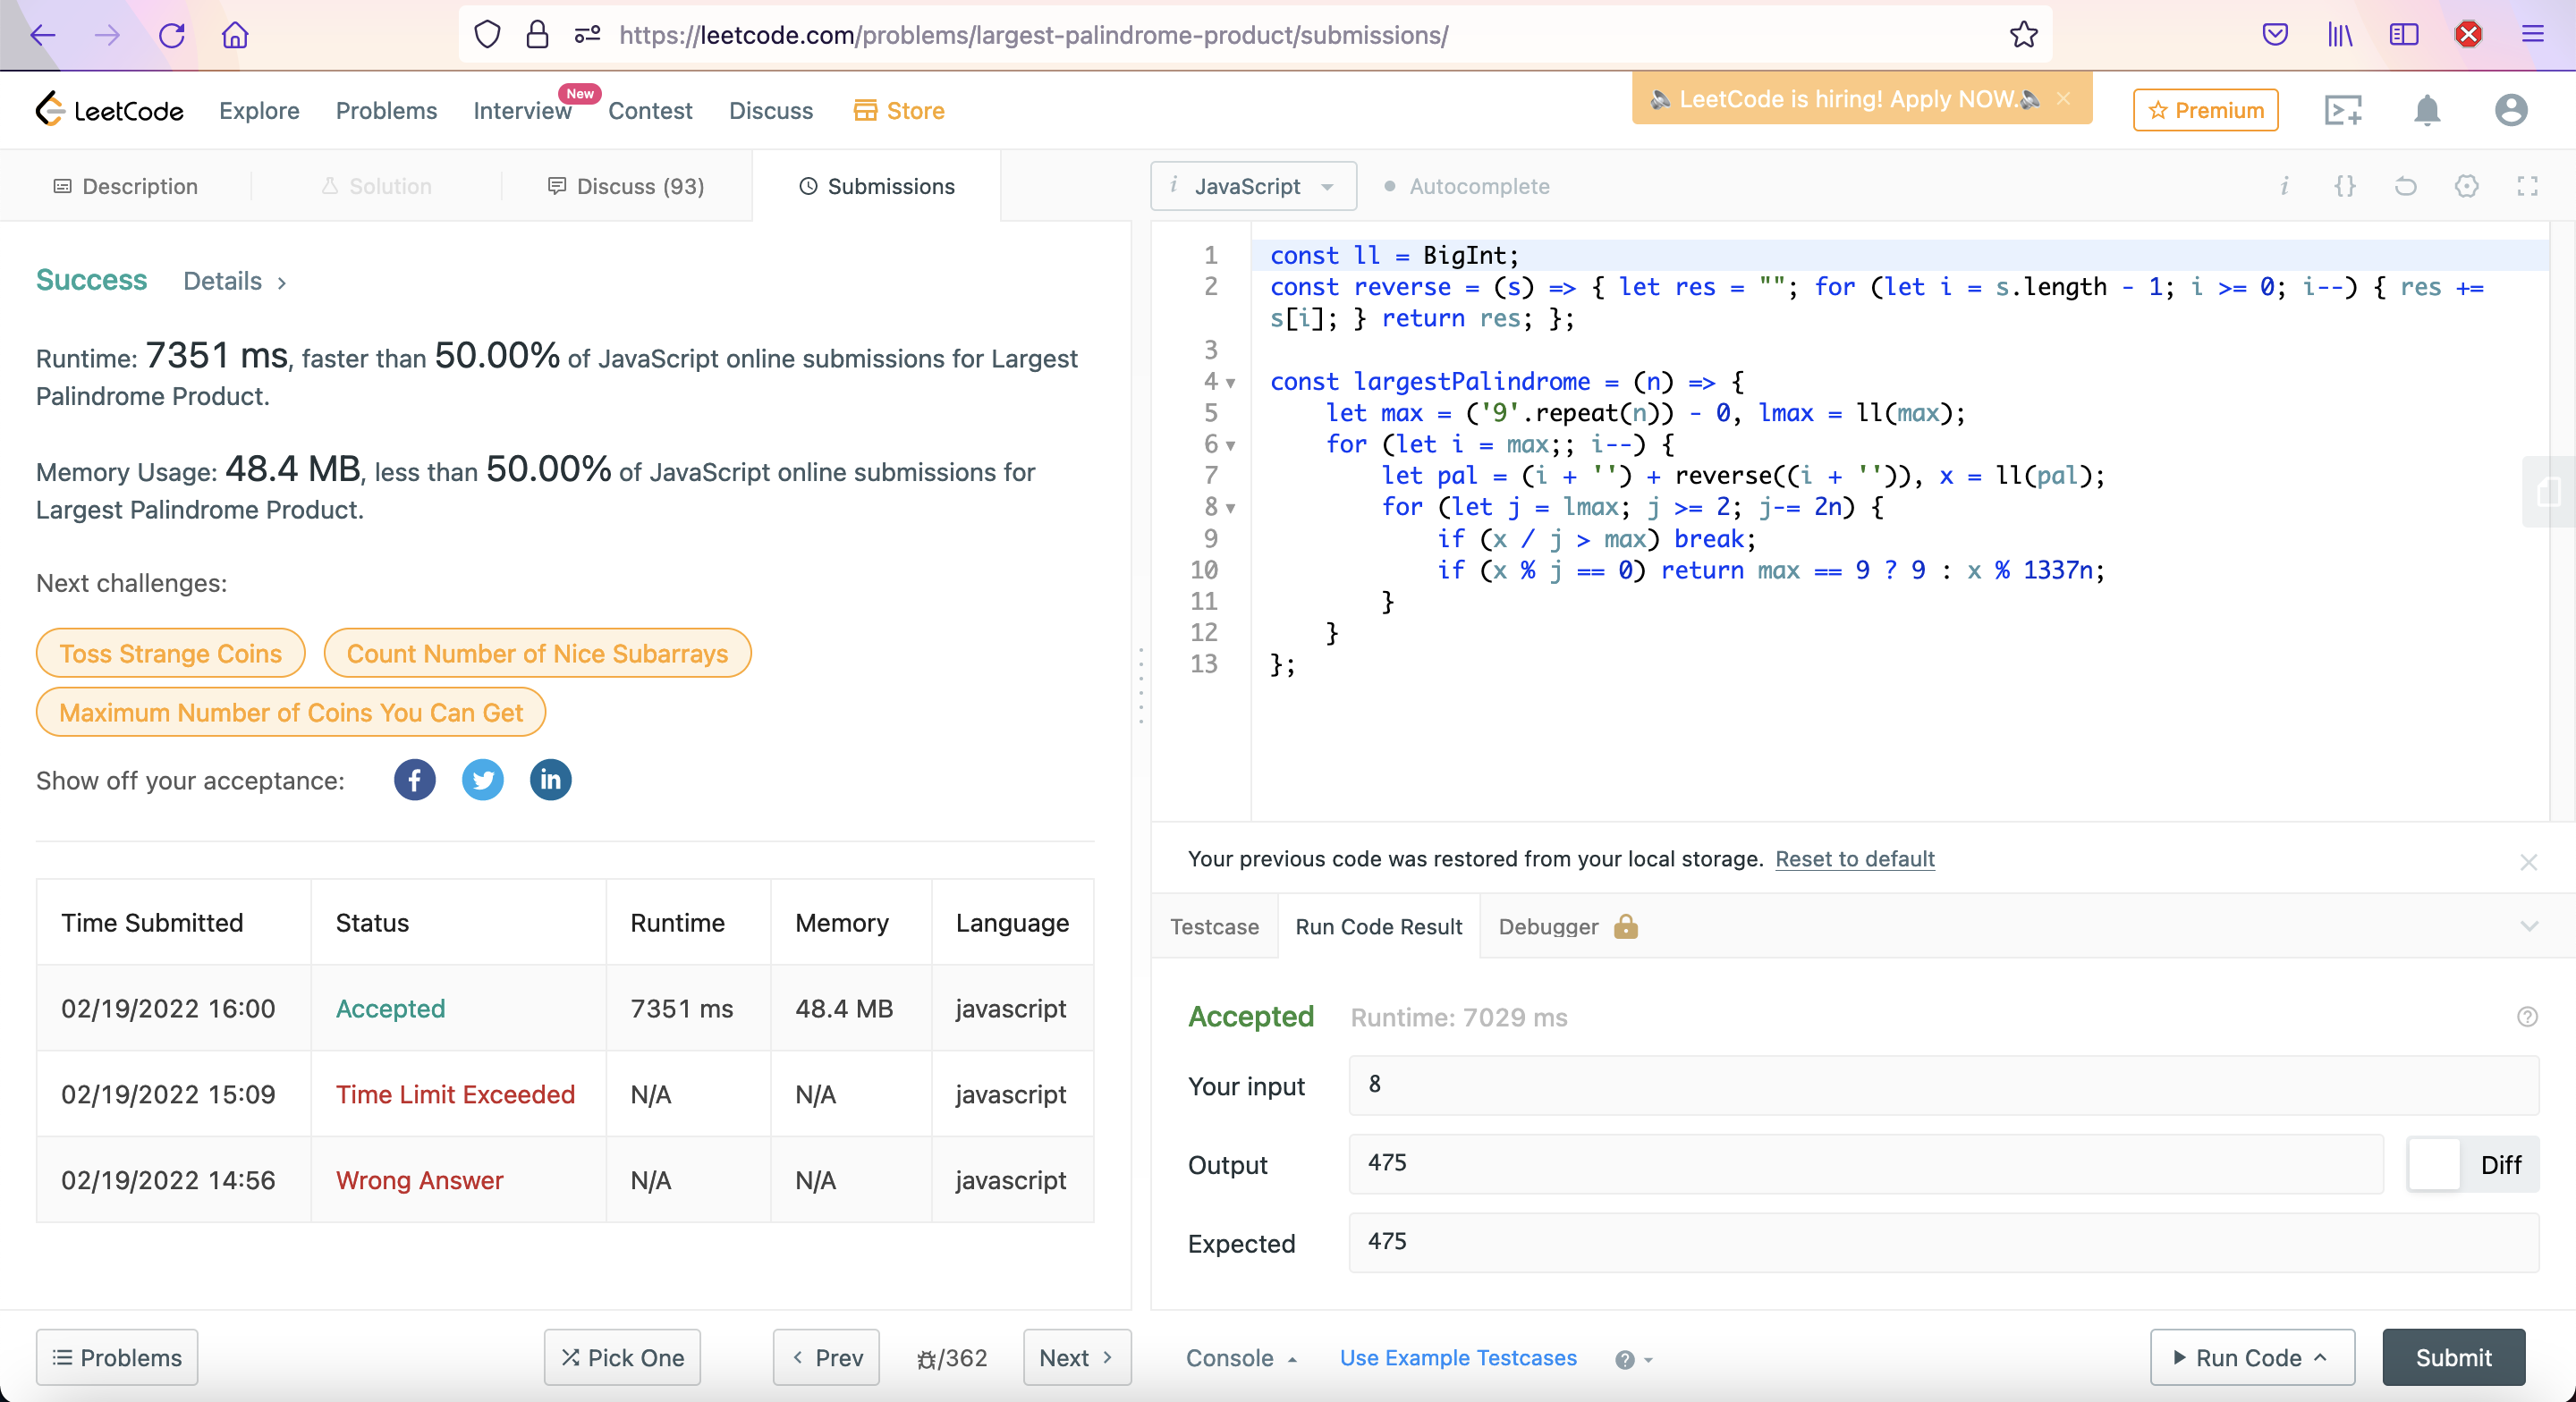 https://leetcode.com/problems/largest-palindrome-product/submissions/
LeetCode Explore Problems Interview New Contest Discuss Store
🔈 LeetCode is hiring! Apply NOW.🔈 ×
Premium
Description Solution Discuss (93) Submissions
Success Details >
Runtime: 7351 ms, faster than 50.00% of JavaScript online submissions for Largest
Palindrome Product.
Memory Usage: 48.4 MB, less than 50.00% of JavaScript online submissions for
Largest Palindrome Product.
Next challenges:
Toss Strange Coins Count Number of Nice Subarrays
Maximum Number of Coins You Can Get
Show off your acceptance:
Time Submitted Status Runtime Memory Language
02/19/2022 16:00 Accepted 7351 ms 48.4 MB javascript
02/19/2022 15:09 Time Limit Exceeded N/A N/A javascript
02/19/2022 14:56 Wrong Answer N/A N/A javascript
Problems Pick One < Prev /362 Next >
i JavaScript Autocomplete i {}
1 const ll = BigInt;
2 const reverse = (s) => { let res = ""; for (let i = s.length - 1; i >= 0; i--) { res +=
s[i]; } return res; };
3
4 const largestPalindrome = (n) => {
5 let max = ('9'.repeat(n)) - 0, lmax = ll(max);
6 for (let i = max;; i--) {
7 let pal = (i + '') + reverse((i + '')), x = ll(pal);
8 for (let j = lmax; j >= 2; j-= 2n) {
9 if (x / j > max) break;
10 if (x % j == 0) return max == 9 ? 9 : x % 1337n;
11 }
12 }
13 };
Your previous code was restored from your local storage. Reset to default
Testcase Run Code Result Debugger
Accepted Runtime: 7029 ms
Your input 8
Output 475 Diff
Expected 475
Console Use Example Testcases Run Code Submit